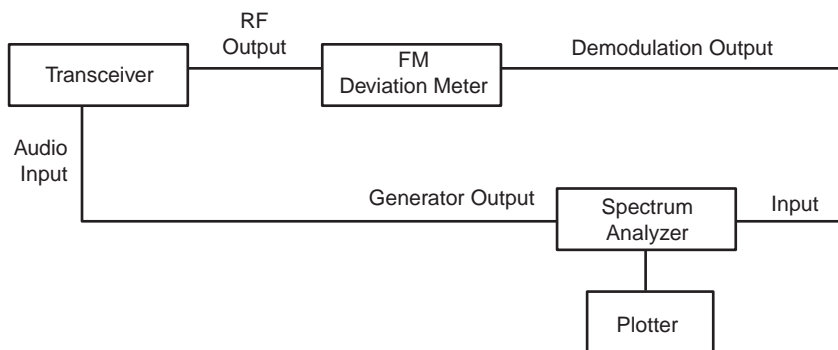 RF
Output
FM
Deviation Meter
Demodulation Output
Transceiver
Audio
Input
Generator Output
Spectrum
Analyzer
Input
Plotter